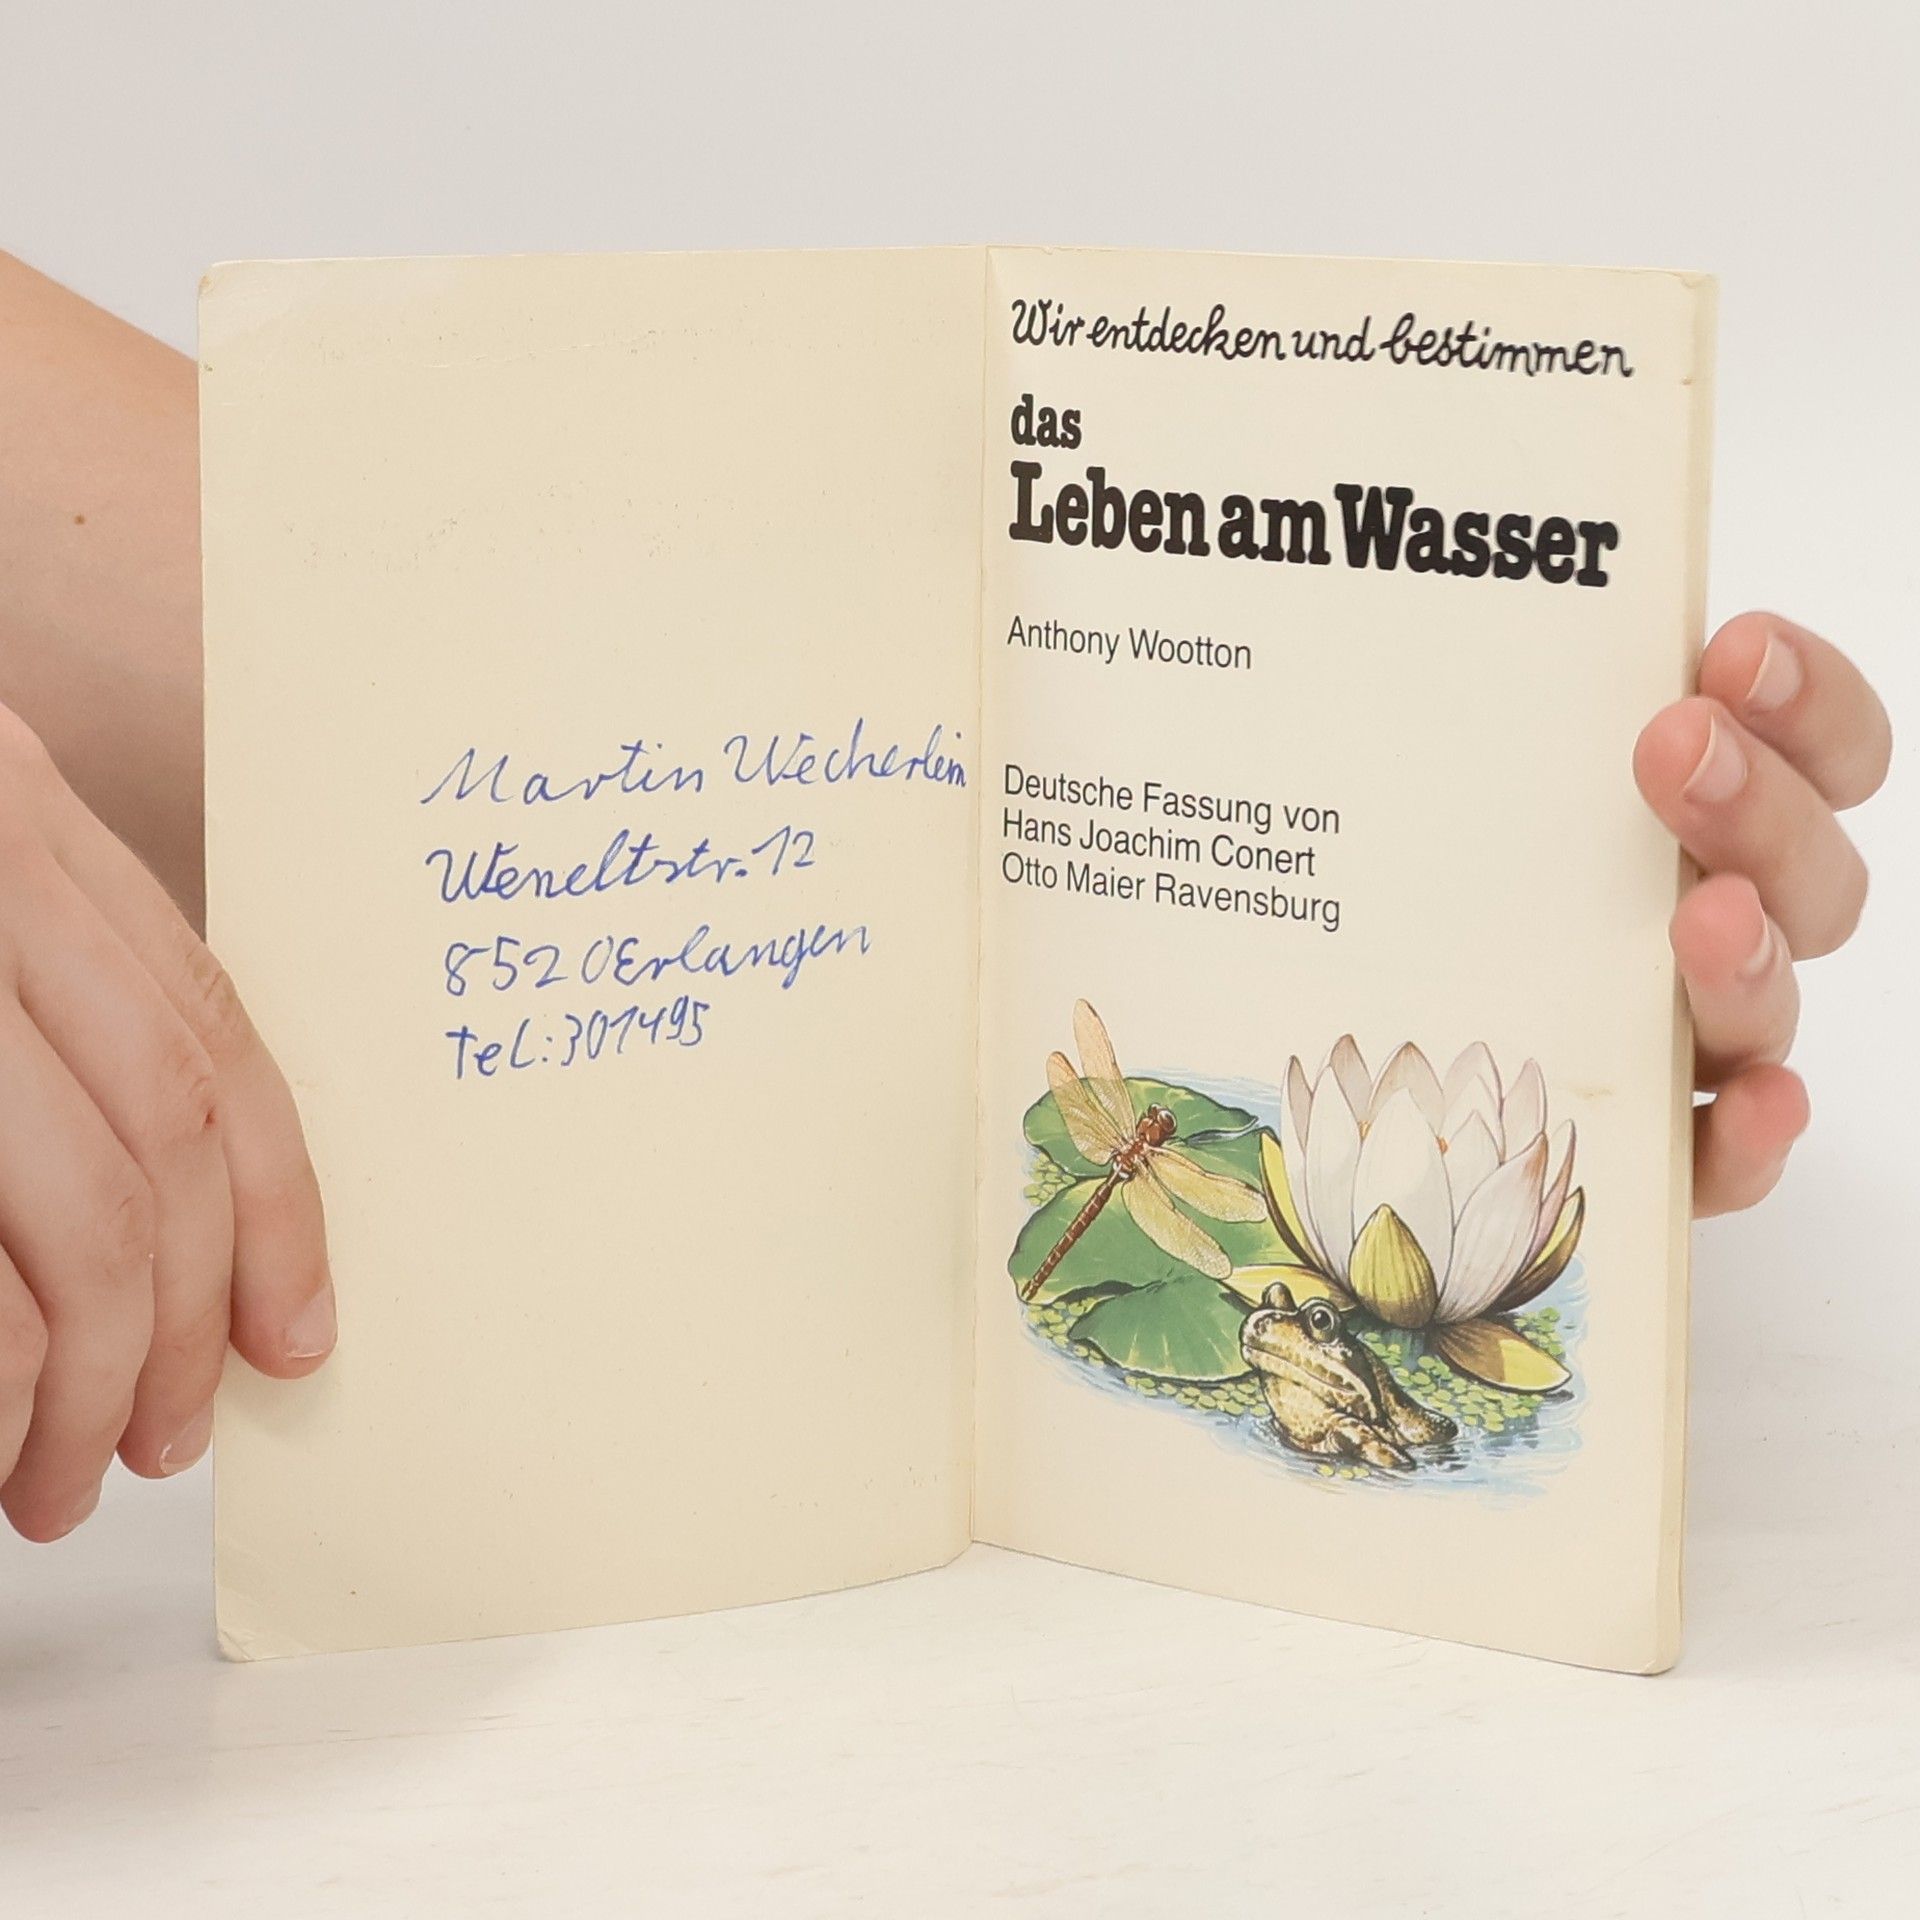 Martin Wecherlein
Weneltstr. 12
8520 Erlangen
Tel: 301495
Wir entdecken und bestimmen
das
Leben am Wasser
Anthony Wootton
Deutsche Fassung von
Hans Joachim Conert
Otto Maier Ravensburg